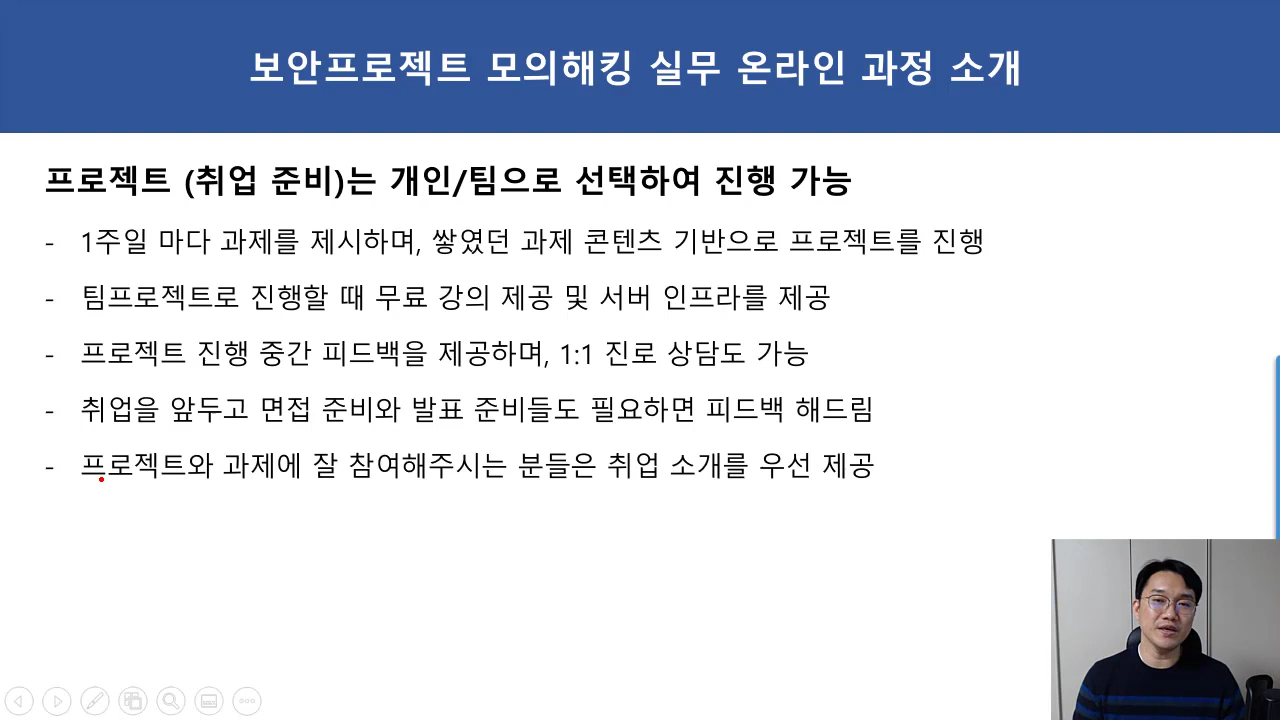 보안프로젝트 모의해킹 실무 온라인 과정 소개
프로젝트 (취업 준비)는 개인/팀으로 선택하여 진행 가능
- 1주일 마다 과제를 제시하며, 쌓였던 과제 콘텐츠 기반으로 프로젝트를 진행
- 팀프로젝트로 진행할 때 무료 강의 제공 및 서버 인프라를 제공
- 프로젝트 진행 중간 피드백을 제공하며, 1:1 진로 상담도 가능
- 취업을 앞두고 면접 준비와 발표 준비들도 필요하면 피드백 해드림
- 프로젝트와 과제에 잘 참여해주시는 분들은 취업 소개를 우선 제공